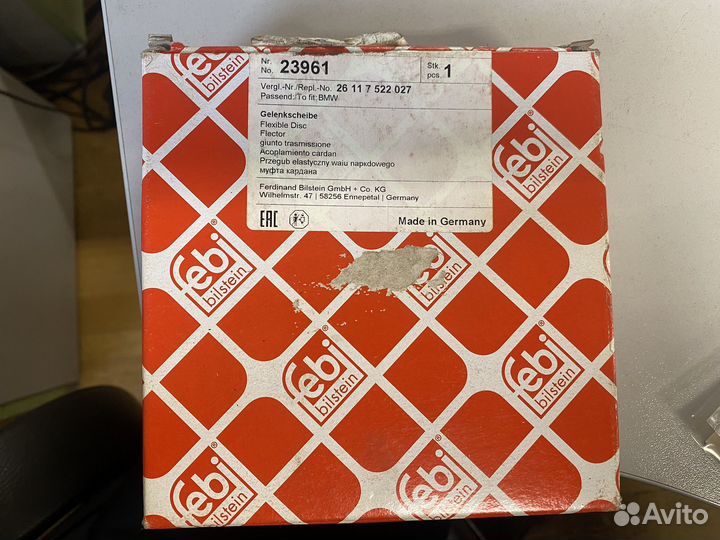 Nr.
No. 23961
Stk.
pcs. 1
Vergl.-Nr./Repl.-No. 26 11 7 522 027
Passend:/To fit:BMW
Gelenkscheibe
Flexible Disc
Flector
giunto trasmissione
Acoplamiento cardan
Przegub elastyczny wału napędowego
муфта кардана
Ferdinand Bilstein GmbH + Co. KG
Wilhelmstr. 47 | 58256 Ennepetal | Germany
EAC
Made in Germany
febi
bilstein
febi
bilstein
febi
bilstein
febi
bilstein
febi
bilstein
febi
bilstein
febi
bilstein
Avito